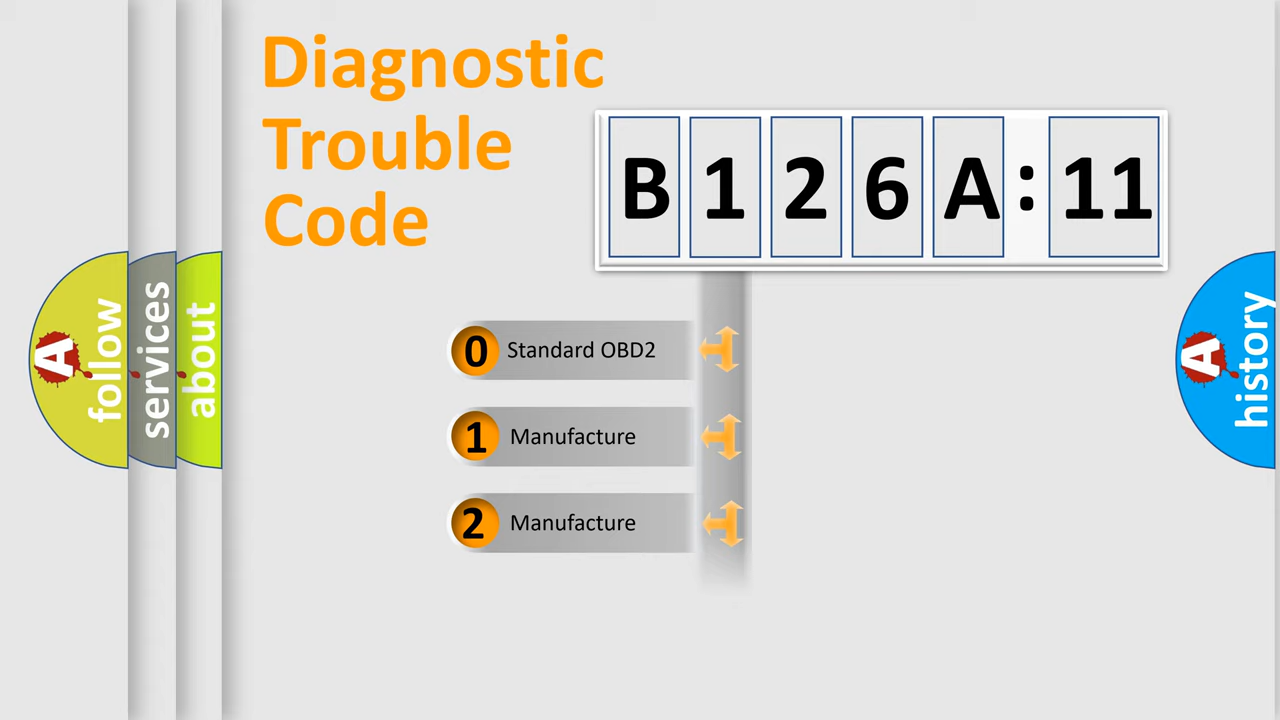 Diagnostic
Trouble
Code
B 1 2 6 A : 11
0 Standard OBD2
1 Manufacture
2 Manufacture
A follow
services
about
A history